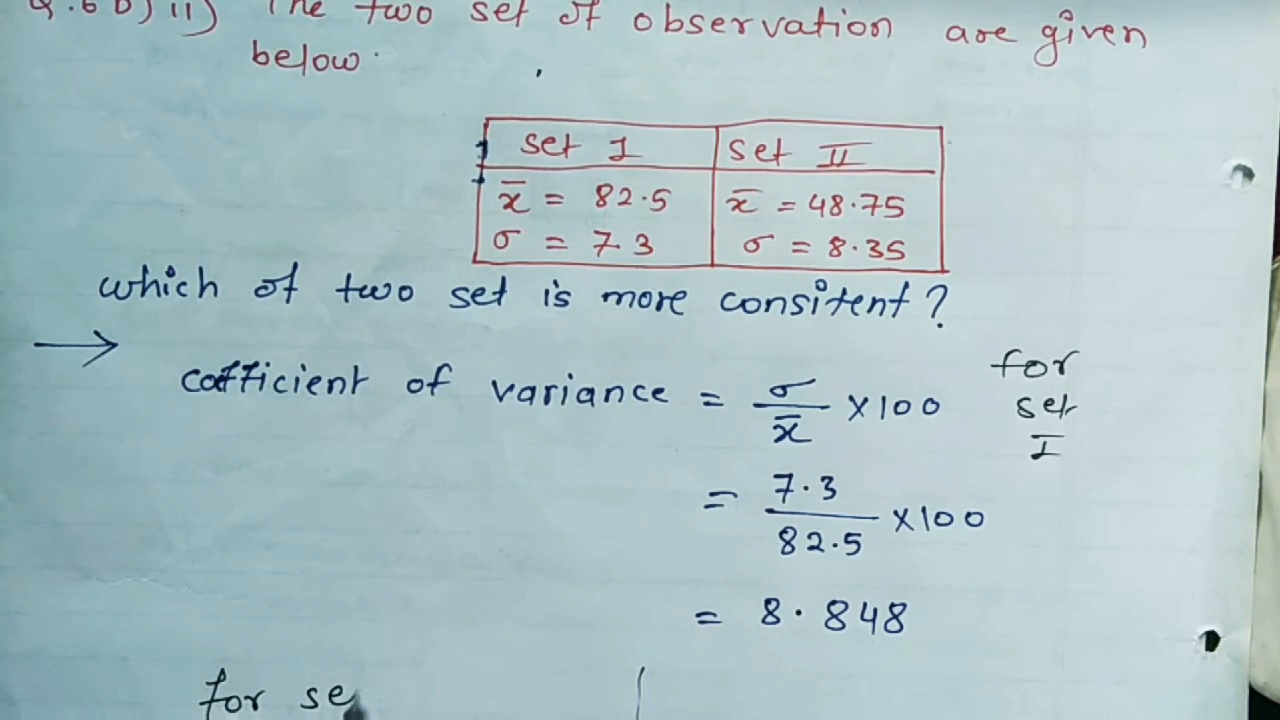 Q.6 b) ii) The two set of observation are given
below.
set I | set II
x̄ = 82.5 | x̄ = 48.75
σ = 7.3 | σ = 8.35
which of two set is more consitent?
→ cofficient of variance = σ/x̄ × 100 for set I
= 7.3/82.5 × 100
= 8.848
for se